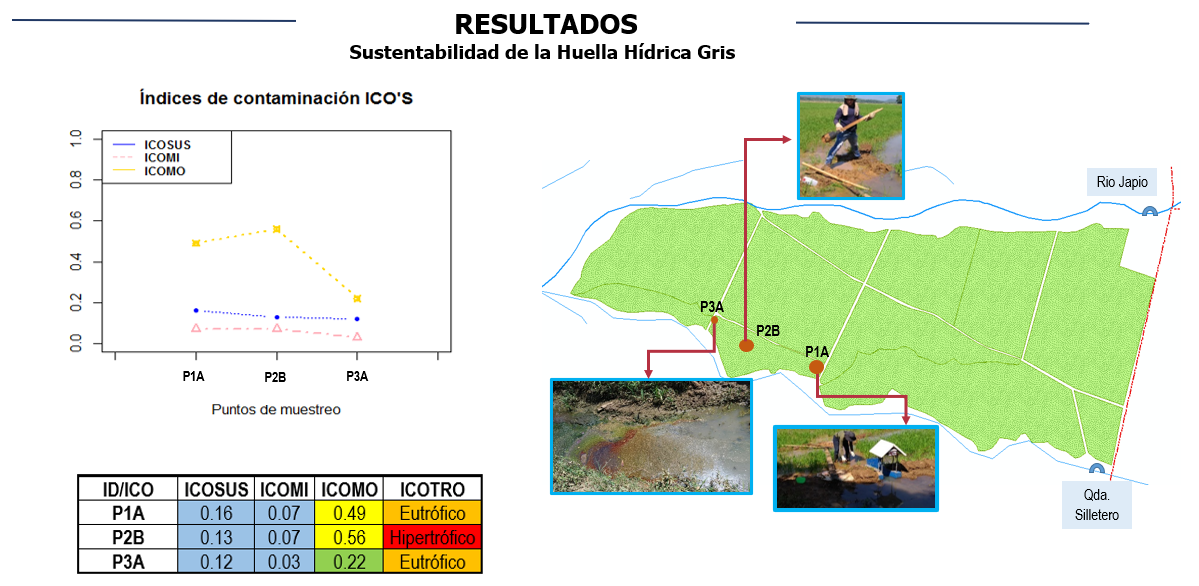 RESULTADOS
Sustentabilidad de la Huella Hídrica Gris
Índices de contaminación ICO'S
ICOSUS
ICOMI
ICOMO
1.0
0.8
0.6
0.4
0.2
0.0
P1A P2B P3A
Puntos de muestreo
ID/ICO ICOSUS ICOMI ICOMO ICOTRO
P1A 0.16 0.07 0.49 Eutrófico
P2B 0.13 0.07 0.56 Hipertrófico
P3A 0.12 0.03 0.22 Eutrófico
Rio Japio
P3A
P2B
P1A
Qda.
Silletero